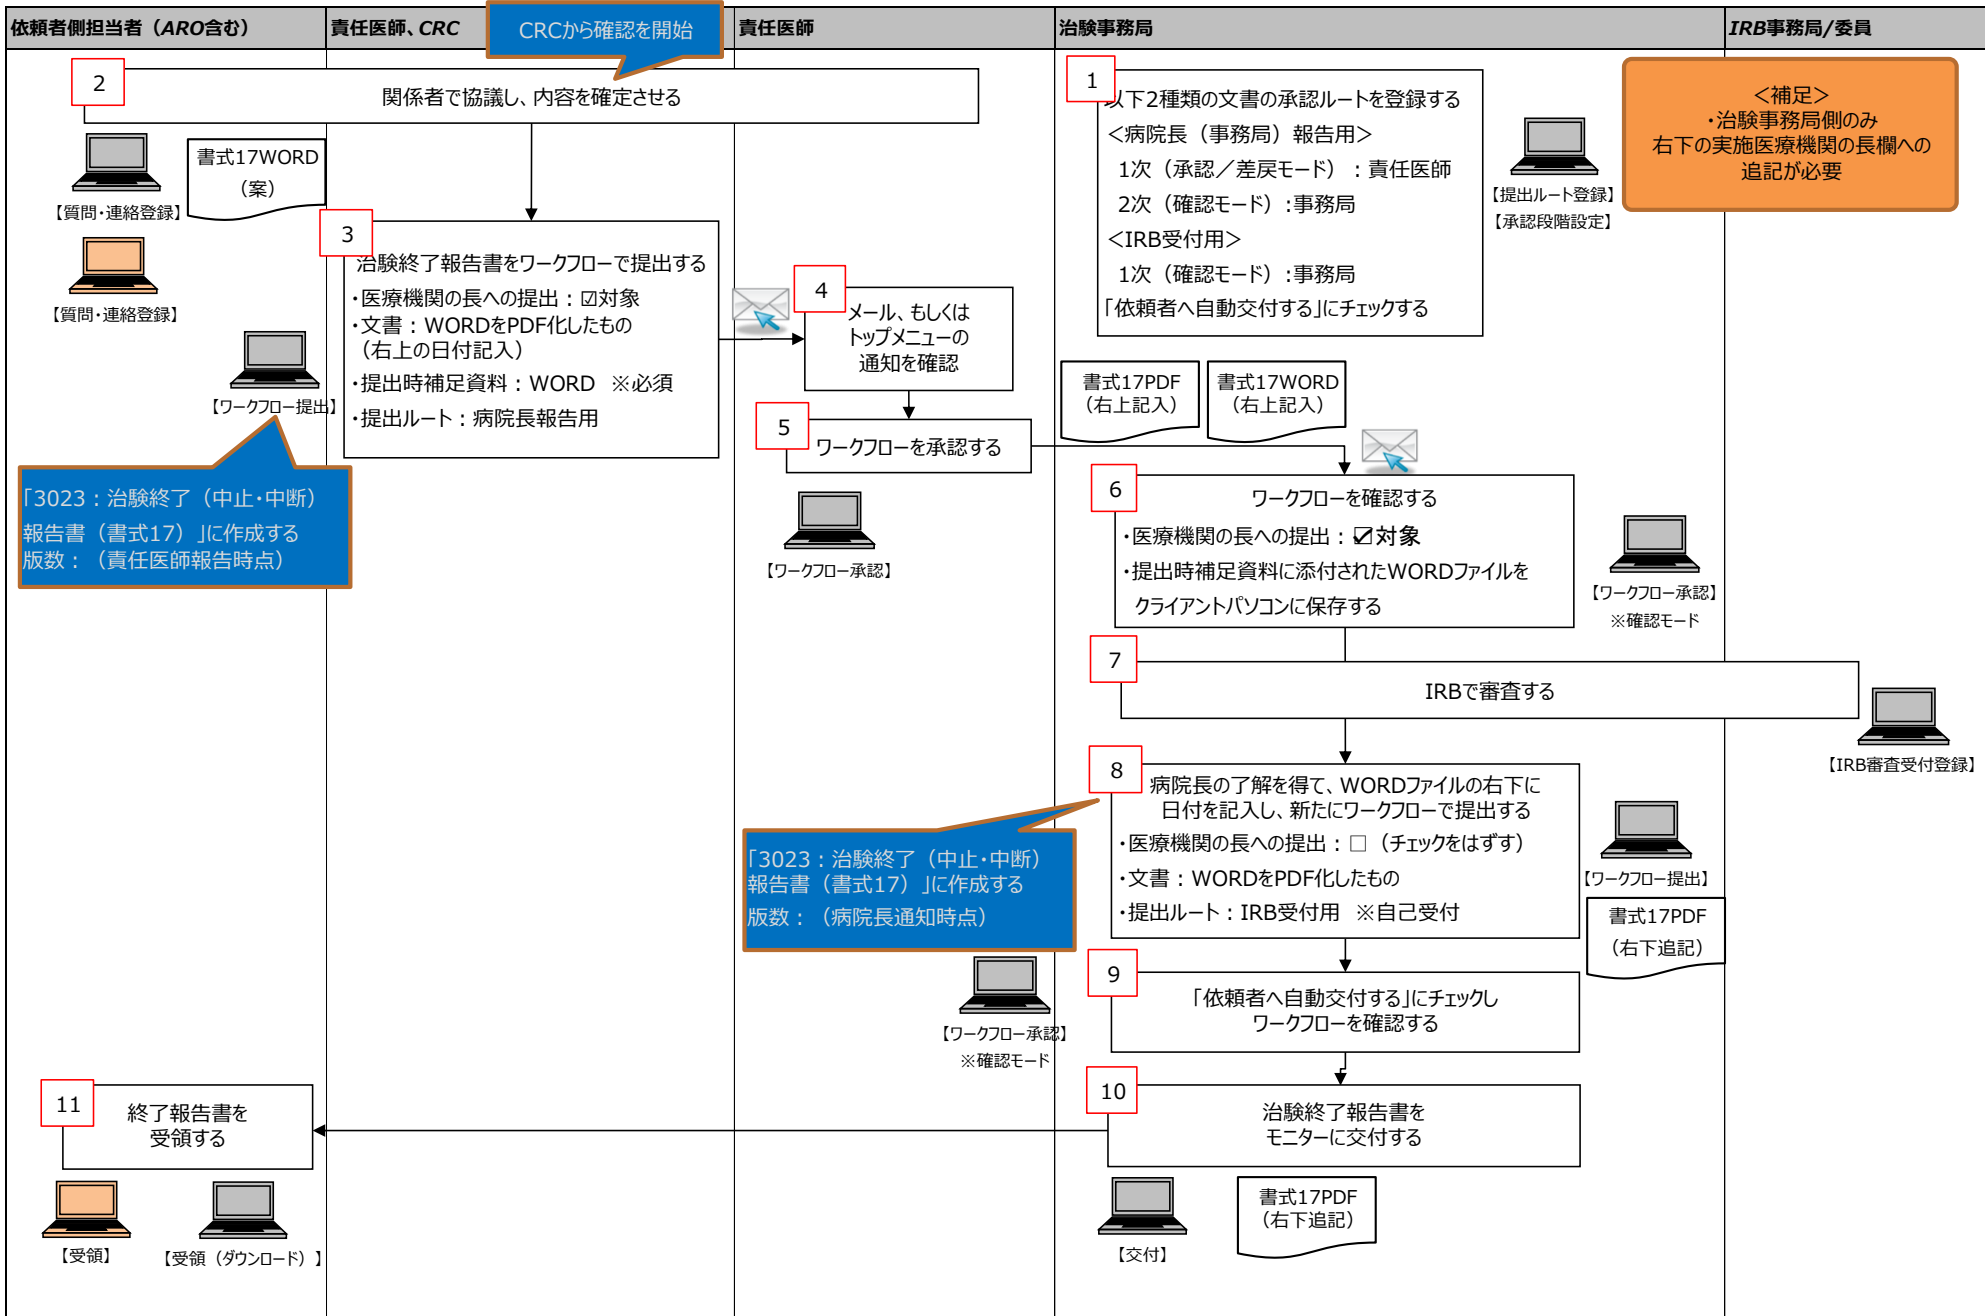 依頼者側担当者（ARO含む）
責任医師、CRC
CRCから確認を開始
責任医師
治験事務局
IRB事務局/委員
2
関係者で協議し、内容を確定させる
【質問・連絡登録】
書式17WORD
（案）
【質問・連絡登録】
1
以下2種類の文書の承認ルートを登録する
＜病院長（事務局）報告用＞
1次（承認／差戻モード）：責任医師
2次（確認モード）:事務局
＜IRB受付用＞
1次（確認モード）:事務局
「依頼者へ自動交付する」にチェックする
【提出ルート登録】
【承認段階設定】
＜補足＞
・治験事務局側のみ
右下の実施医療機関の長欄への
追記が必要
3
治験終了報告書をワークフローで提出する
・医療機関の長への提出：☑対象
・文書：WORDをPDF化したもの
（右上の日付記入）
・提出時補足資料：WORD　※必須
・提出ルート：病院長報告用
【ワークフロー提出】
「3023：治験終了（中止・中断）
報告書（書式17）」に作成する
版数：（責任医師報告時点）
4
メール、もしくは
トップメニューの
通知を確認
5
ワークフローを承認する
【ワークフロー承認】
書式17PDF
（右上記入）
書式17WORD
（右上記入）
6
ワークフローを確認する
・医療機関の長への提出：☑対象
・提出時補足資料に添付されたWORDファイルを
クライアントパソコンに保存する
【ワークフロー承認】
※確認モード
7
IRBで審査する
【IRB審査受付登録】
8
病院長の了解を得て、WORDファイルの右下に
日付を記入し、新たにワークフローで提出する
・医療機関の長への提出：□（チェックをはずす）
・文書：WORDをPDF化したもの
・提出ルート：IRB受付用　※自己受付
【ワークフロー提出】
書式17PDF
（右下追記）
「3023：治験終了（中止・中断）
報告書（書式17）」に作成する
版数：（病院長通知時点）
9
「依頼者へ自動交付する」にチェックし
ワークフローを確認する
【ワークフロー承認】
※確認モード
10
治験終了報告書を
モニターに交付する
【交付】
書式17PDF
（右下追記）
11
終了報告書を
受領する
【受領】
【受領（ダウンロード）】